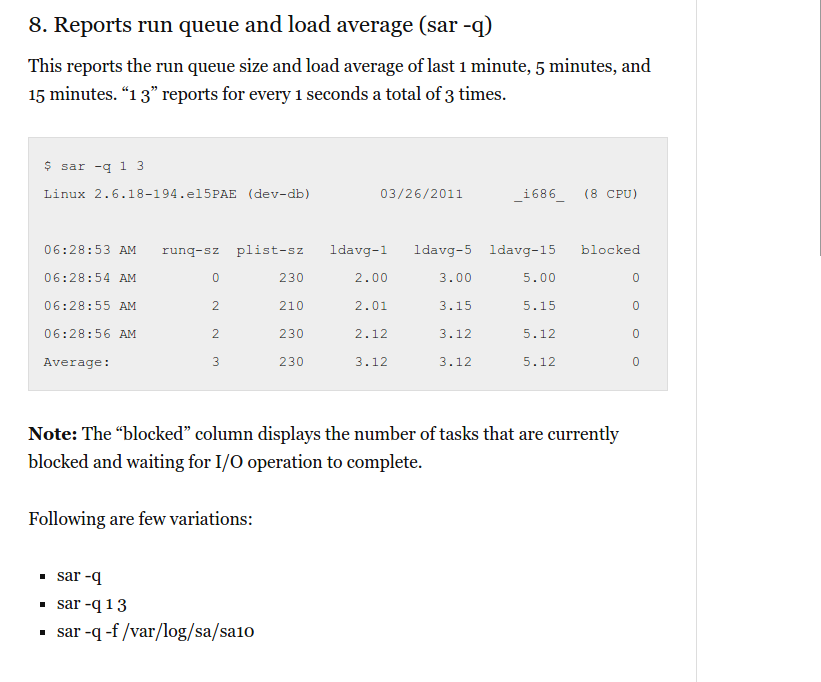 8. Reports run queue and load average (sar -q)
This reports the run queue size and load average of last 1 minute, 5 minutes, and
15 minutes. “1 3” reports for every 1 seconds a total of 3 times.
$ sar -q 1 3
Linux 2.6.18-194.el5PAE (dev-db) 03/26/2011 _i686_ (8 CPU)
06:28:53 AM runq-sz plist-sz ldavg-1 ldavg-5 ldavg-15 blocked
06:28:54 AM 0 230 2.00 3.00 5.00 0
06:28:55 AM 2 210 2.01 3.15 5.15 0
06:28:56 AM 2 230 2.12 3.12 5.12 0
Average: 3 230 3.12 3.12 5.12 0
Note: The “blocked” column displays the number of tasks that are currently
blocked and waiting for I/O operation to complete.
Following are few variations:
▪ sar -q
▪ sar -q 1 3
▪ sar -q -f /var/log/sa/sa10